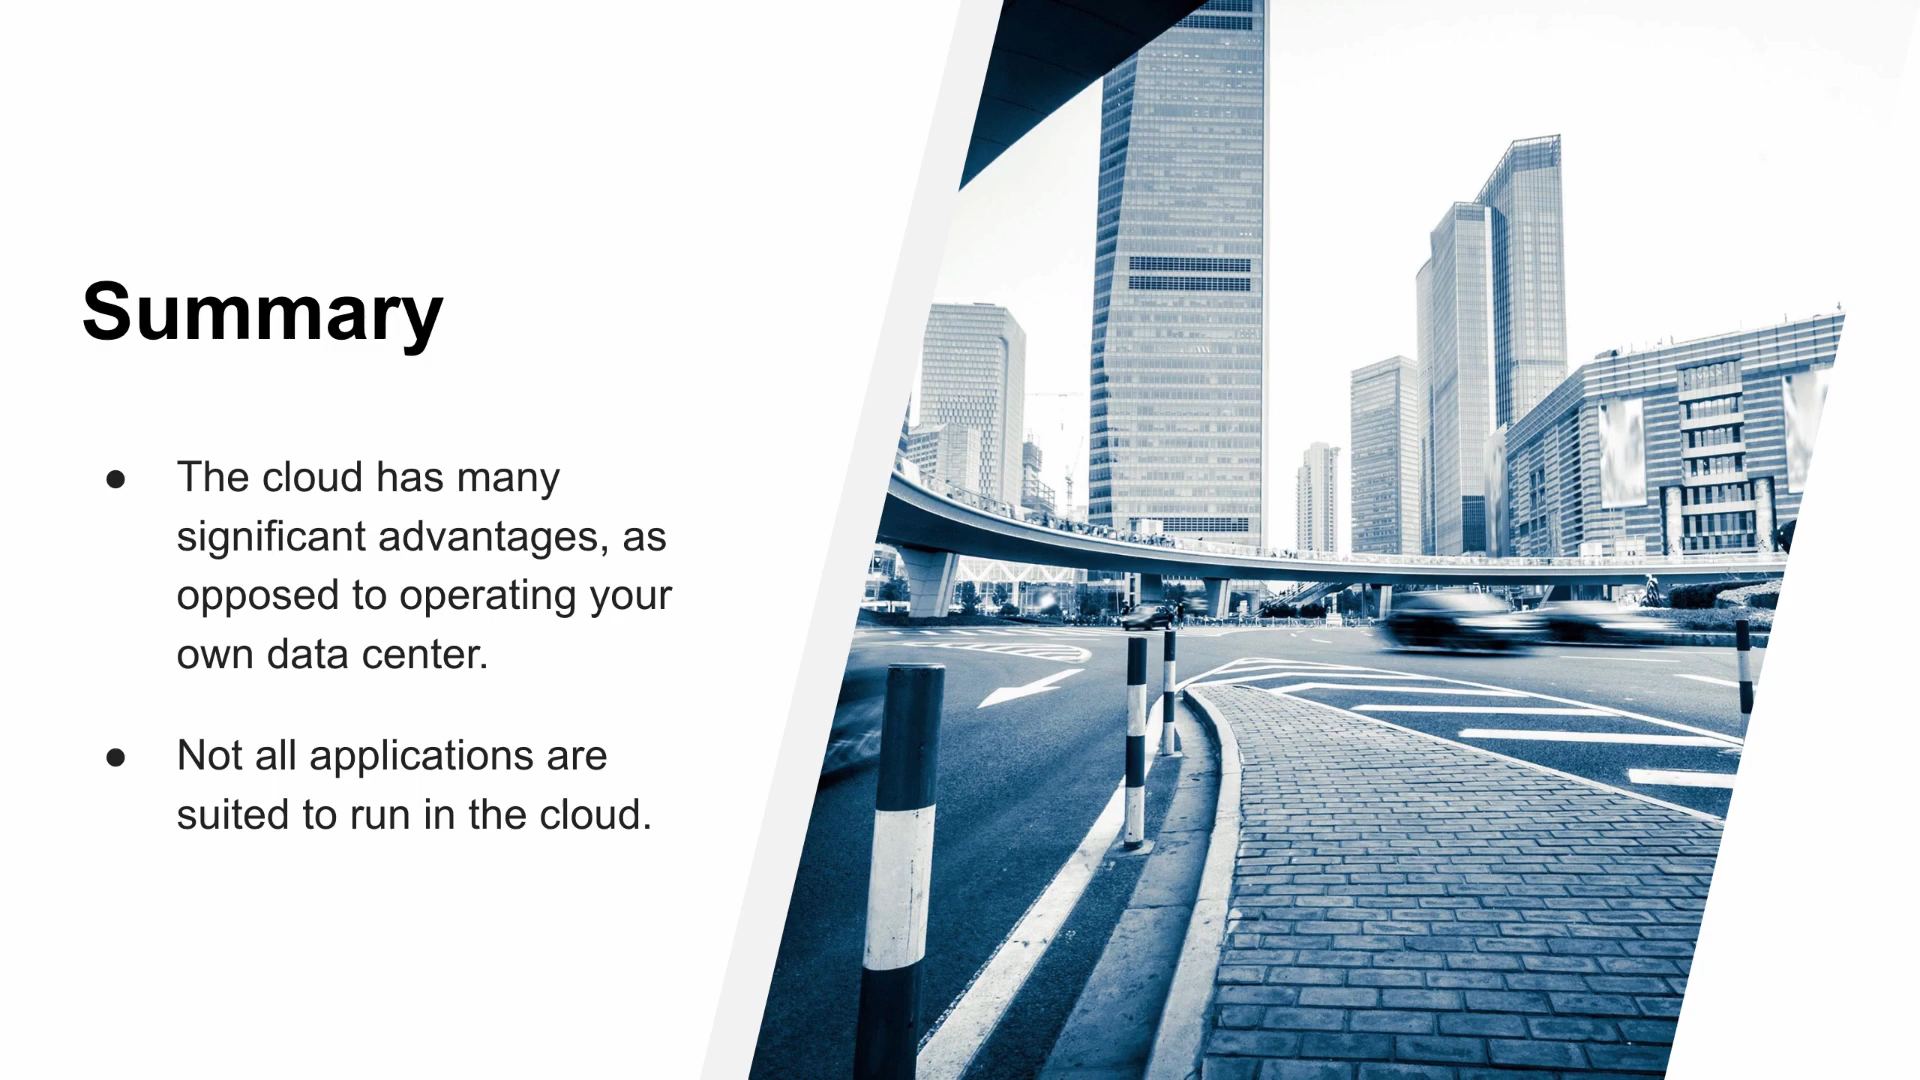 Summary
● The cloud has many
significant advantages, as
opposed to operating your
own data center.
● Not all applications are
suited to run in the cloud.